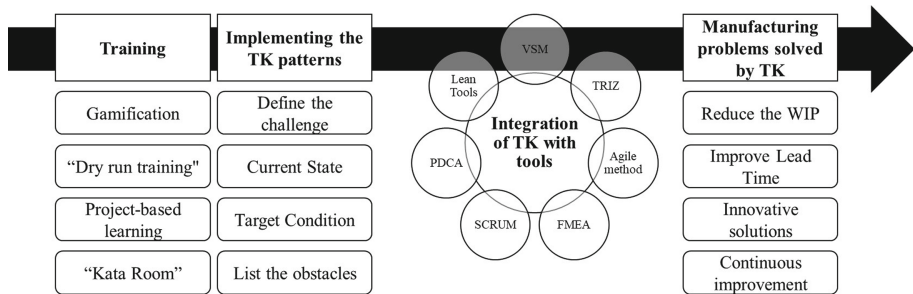 Training
Gamification
“Dry run training"
Project-based
learning
“Kata Room”
Implementing the
TK patterns
Define the
challenge
Current State
Target Condition
List the obstacles
VSM
Lean
Tools
TRIZ
Integration
of TK with
tools
PDCA
Agile
method
SCRUM
FMEA
Manufacturing
problems solved
by TK
Reduce the WIP
Improve Lead
Time
Innovative
solutions
Continuous
improvement